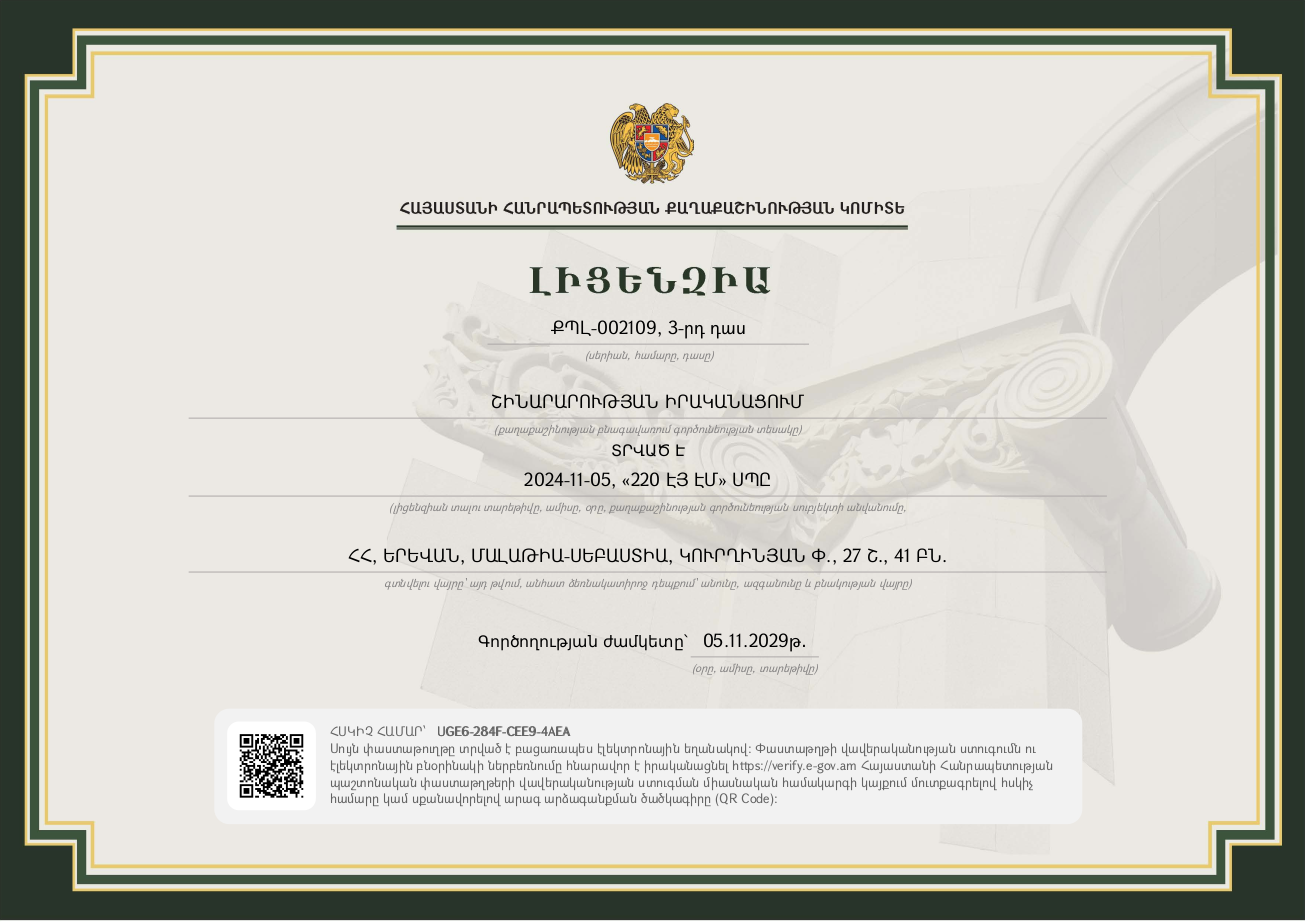 ՀԱՅԱՍՏԱՆԻ ՀԱՆՐԱՊԵՏՈՒԹՅԱՆ ՔԱՂԱՔԱՇԻՆՈՒԹՅԱՆ ԿՈՄԻՏԵ
ԼԻՑԵՆԶԻԱ
ՔՊԼ-002109, 3-րդ դաս
(սերիան, համարը, դասը)
ՇԻՆԱՐԱՐՈՒԹՅԱՆ ԻՐԱԿԱՆԱՑՈՒՄ
(քաղաքաշինության բնագավառում գործունեության տեսակը)
ՏՐՎԱԾ Է
2024-11-05, «220 ԷՅ ԷՄ» ՍՊԸ
(լիցենզիան տալու տարեթիվը, ամիսը, օրը, քաղաքաշինության գործունեության սուբյեկտի անվանումը,
ՀՀ, ԵՐԵՎԱՆ, ՄԱԼԱԹԻԱ-ՍԵԲԱՍՏԻԱ, ԿՈՒՐՂԻՆՅԱՆ Փ., 27 Շ., 41 ԲՆ.
գտնվելու վայրը՝ այդ թվում, անհատ ձեռնակատիրոջ դեպքում՝ անունը, ազգանունը և բնակության վայրը)
Գործողության ժամկետը՝ 05.11.2029թ.
(օրը, ամիսը, տարեթիվը)
ՀՍԿԻՉ ՀԱՄԱՐ՝ UGE6-284F-CEE9-4AEA
Սույն փաստաթուղթը տրված է բացառապես էլեկտրոնային եղանակով: Փաստաթղթի վավերականության ստուգումն ու
էլեկտրոնային բնօրինակի ներբեռնումը հնարավոր է իրականացնել https://verify.e-gov.am Հայաստանի Հանրապետության
պաշտոնական փաստաթղթերի վավերականության ստուգման միասնական համակարգի կայքում մուտքագրելով հսկիչ
համարը կամ սքանավորելով արագ արձագանքման ծածկագիրը (QR Code):